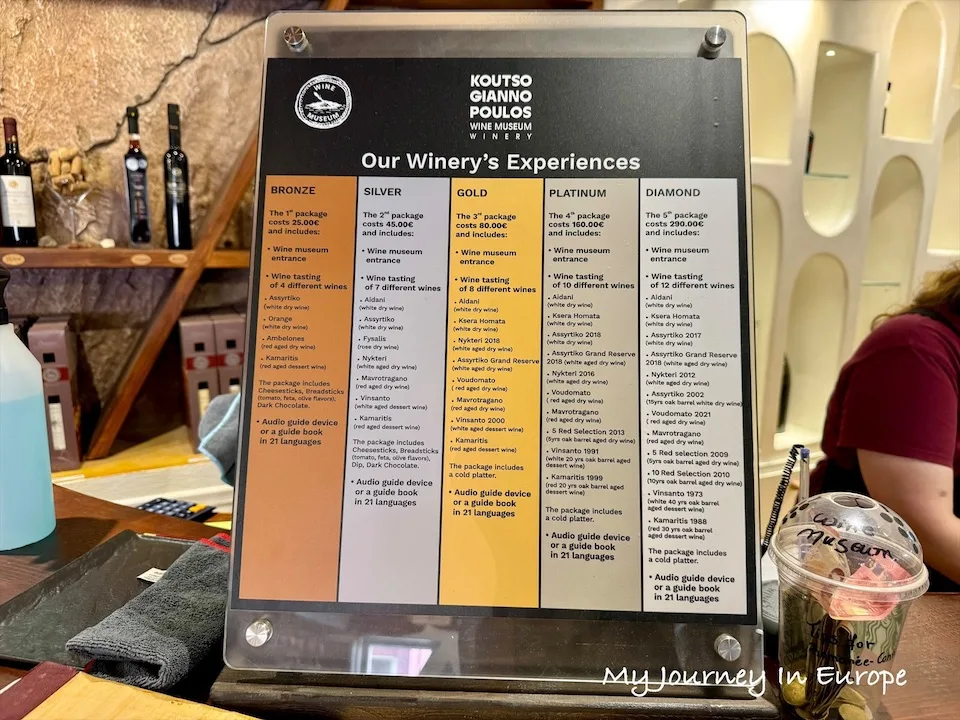 WINE
MUSEUM
KOUTSO
GIANNO
POULOS
WINE MUSEUM
WINERY
Our Winery's Experiences
BRONZE
The 1st package
costs 25.00€
and includes:
• Wine museum
entrance
• Wine tasting
of 4 different wines
• Assyrtiko
(white dry wine)
• Orange
(white dry wine)
• Ambelones
(red aged dry wine)
• Kamaritis
(red aged dessert wine)
The package includes
Cheesesticks, Breadsticks
(tomato, feta, olive flavors),
Dark Chocolate.
• Audio guide device
or a guide book
in 21 languages
SILVER
The 2nd package
costs 45.00€
and includes:
• Wine museum
entrance
• Wine tasting
of 7 different wines
• Aidani
(white dry wine)
• Assyrtiko
(white dry wine)
• Fysalis
(rose dry wine)
• Nykteri
(white aged dry wine)
• Mavrotragano
(red aged dry wine)
• Vinsanto
(white aged dessert wine)
• Kamaritis
(red aged dessert wine)
The package includes
Cheesesticks, Breadsticks
(tomato, feta, olive flavors),
Dip, Dark Chocolate.
• Audio guide device
or a guide book
in 21 languages
GOLD
The 3rd package
costs 80.00€
and includes:
• Wine museum
entrance
• Wine tasting
of 8 different wines
• Aidani
(white dry wine)
• Ksera Homata
(white dry wine)
• Nykteri 2018
(white aged dry wine)
• Assyrtiko Grand Reserve
(white aged dry wine)
• Voudomato
( red aged dry wine)
• Mavrotragano
(red aged dry wine)
• Vinsanto 2000
(white aged dessert wine)
• Kamaritis
(red aged dessert wine)
The package includes
a cold platter.
• Audio guide device
or a guide book
in 21 languages
PLATINUM
The 4th package
costs 160.00€
and includes:
• Wine museum
entrance
• Wine tasting
of 10 different wines
• Aidani
(white dry wine)
• Ksera Homata
(white dry wine)
• Assyrtiko 2018
(white aged dry wine)
• Assyrtiko Grand Reserve
2018 (white aged dry wine)
• Nykteri 2016
(white aged dry wine)
• Voudomato
( red aged dry wine)
• Mavrotragano
(red aged dry wine)
• 5 Red Selection 2013
(5yrs oak barrel aged dry wine)
• Vinsanto 1991
(white 20 yrs oak barrel aged
dessert wine)
• Kamaritis 1999
(red 20 yrs oak barrel aged
dessert wine)
The package includes
a cold platter.
• Audio guide device
or a guide book
in 21 languages
DIAMOND
The 5th package
costs 290.00€
and includes:
• Wine museum
entrance
• Wine tasting
of 12 different wines
• Aidani
(white dry wine)
• Ksera Homata
(white dry wine)
• Assyrtiko 2017
(white aged dry wine)
• Assyrtiko Grand Reserve
2018 (white aged dry wine)
• Nykteri 2012
(white aged dry wine)
• Assyrtiko 2002
(15yrs oak barrel white dry wine)
• Voudomato 2021
( red aged dry wine)
• Mavrotragano
(red aged dry wine)
• 5 Red selection 2009
(5yrs oak barrel aged dry wine)
• 10 Red Selection 2010
(10yrs oak barrel aged dry wine)
• Vinsanto 1973
(white 40 yrs oak barrel
aged dessert wine)
• Kamaritis 1988
(red 30 yrs oak barrel
aged dessert wine)
The package includes
a cold platter.
• Audio guide device
or a guide book
in 21 languages
Wine
Museum
My Journey In Europe